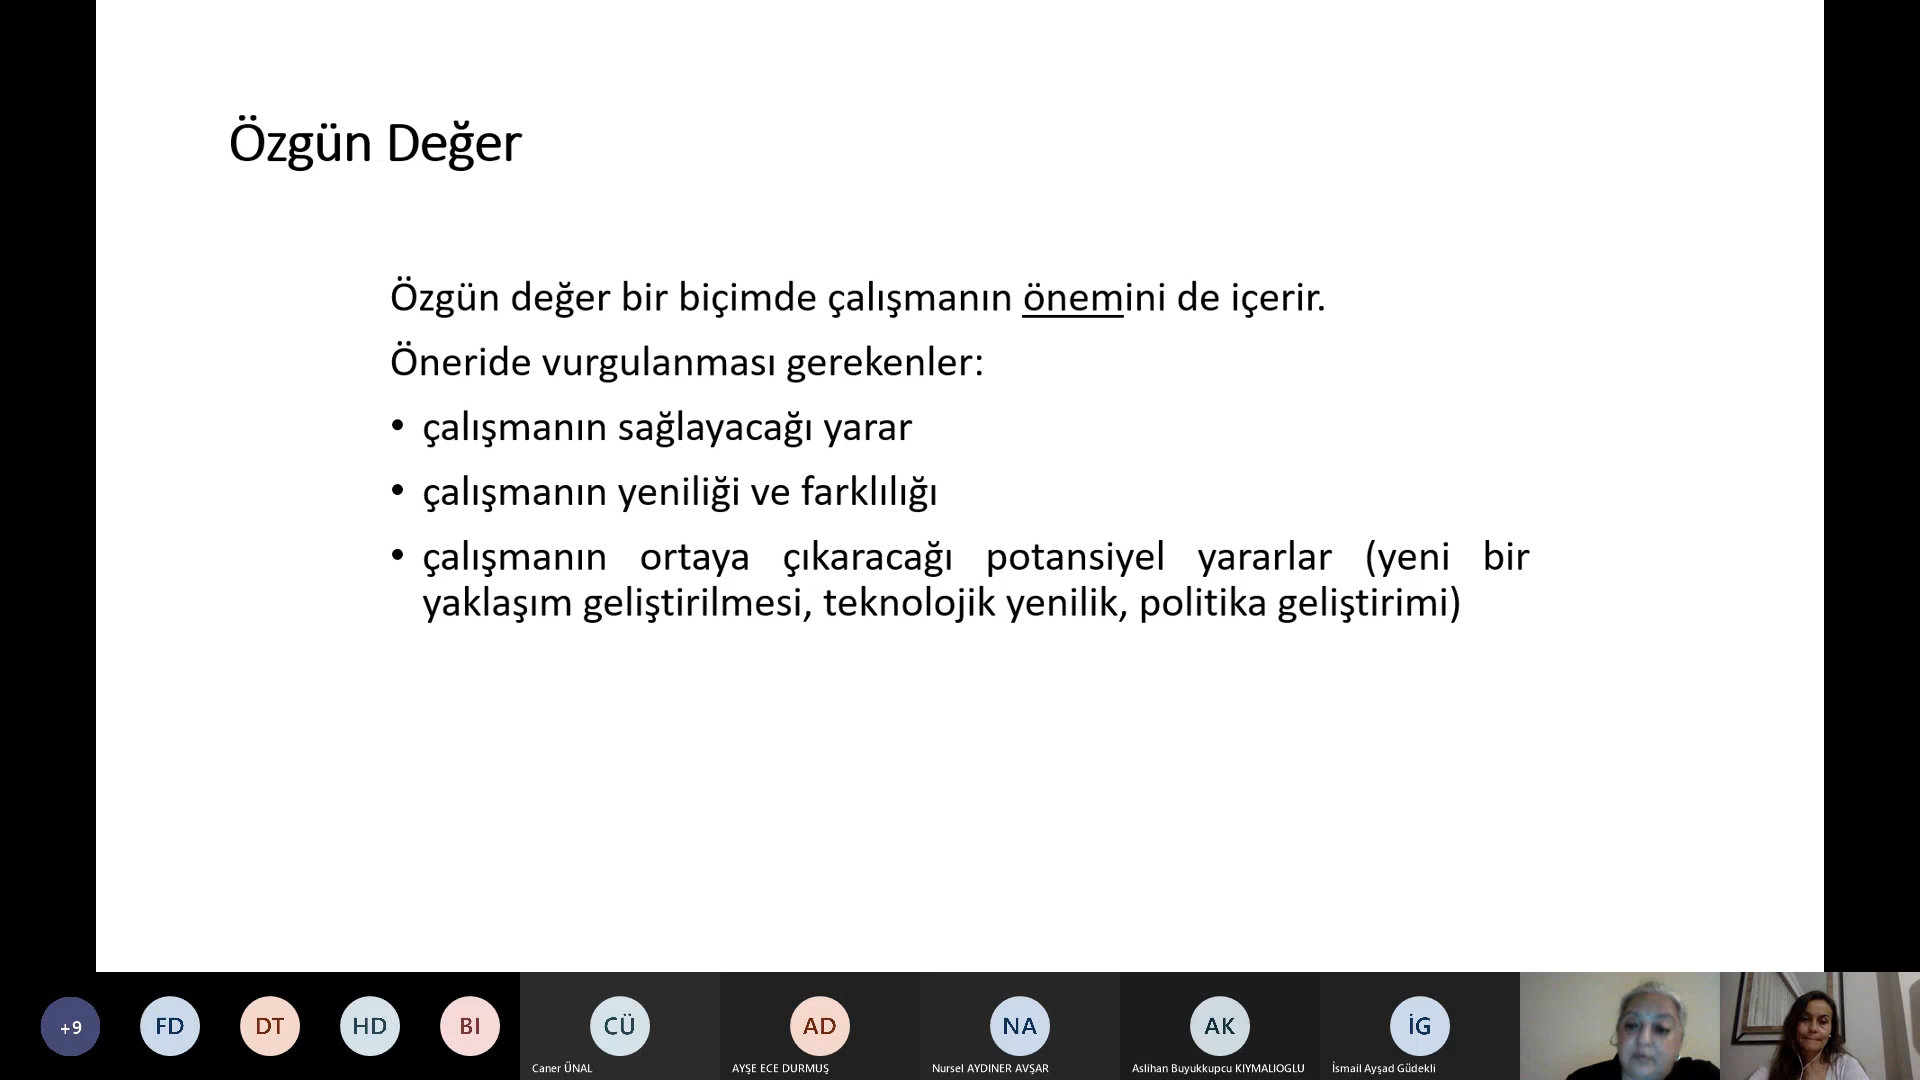 Özgün Değer
Özgün değer bir biçimde çalışmanın önemini de içerir.
Öneride vurgulanması gerekenler:
• çalışmanın sağlayacağı yarar
• çalışmanın yeniliği ve farklılığı
• çalışmanın ortaya çıkaracağı potansiyel yararlar (yeni bir
yaklaşım geliştirilmesi, teknolojik yenilik, politika geliştirimi)
+9 FD DT HD BI CÜ AD NA AK İG
Caner ÜNAL AYŞE ECE DURMUŞ Nursel AYDINER AVŞAR Aslihan Buyukkupcu KIYMALIOGLU İsmail Ayşad Güdekli